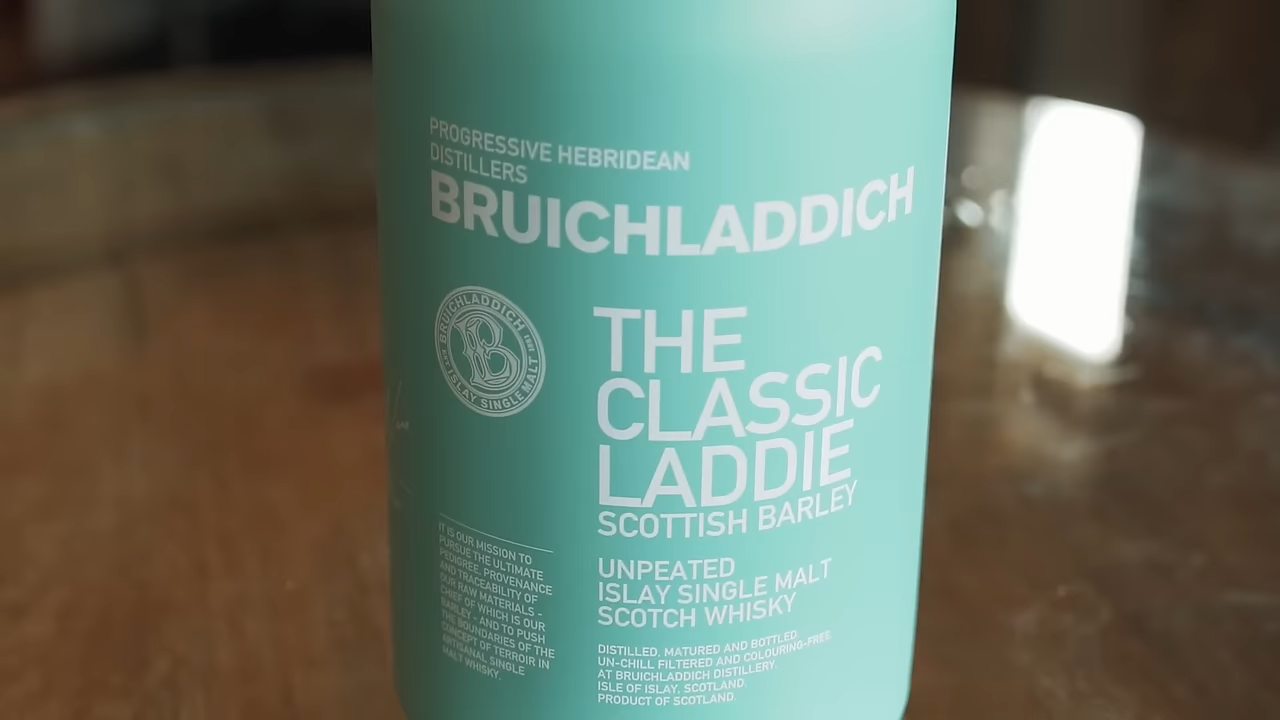 PROGRESSIVE HEBRIDEAN
DISTILLERS
BRUICHLADDICH
BRUICHLADDICH
ISLAY SINGLE MALT
B
THE
CLASSIC
LADDIE
SCOTTISH BARLEY
UNPEATED
ISLAY SINGLE MALT
SCOTCH WHISKY
DISTILLED, MATURED AND BOTTLED
UN-CHILL FILTERED AND COLOURING-FREE
AT BRUICHLADDICH DISTILLERY,
ISLE OF ISLAY, SCOTLAND.
PRODUCT OF SCOTLAND.
IT IS OUR MISSION TO
PURSUE THE ULTIMATE
PEDIGREE, PROVENANCE
AND TRACEABILITY OF
OUR RAW MATERIALS -
CHIEF OF WHICH IS OUR
BARLEY - AND TO PUSH
THE BOUNDARIES OF THE
CONCEPT OF TERROIR IN
ARTISANAL SINGLE
MALT WHISKY.